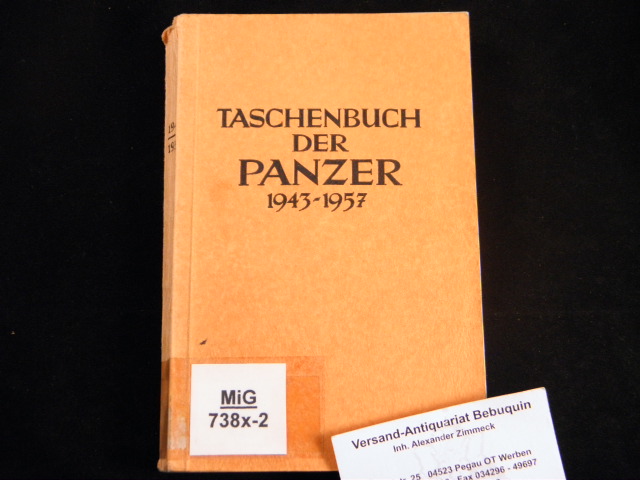 TASCHENBUCH
DER
PANZER
1943-1957
MiG
738x-2
Versand-Antiquariat Bebuquin
Inh. Alexander Zimmeck
25 04523 Pegau OT Werben
Fax 034296 - 49697